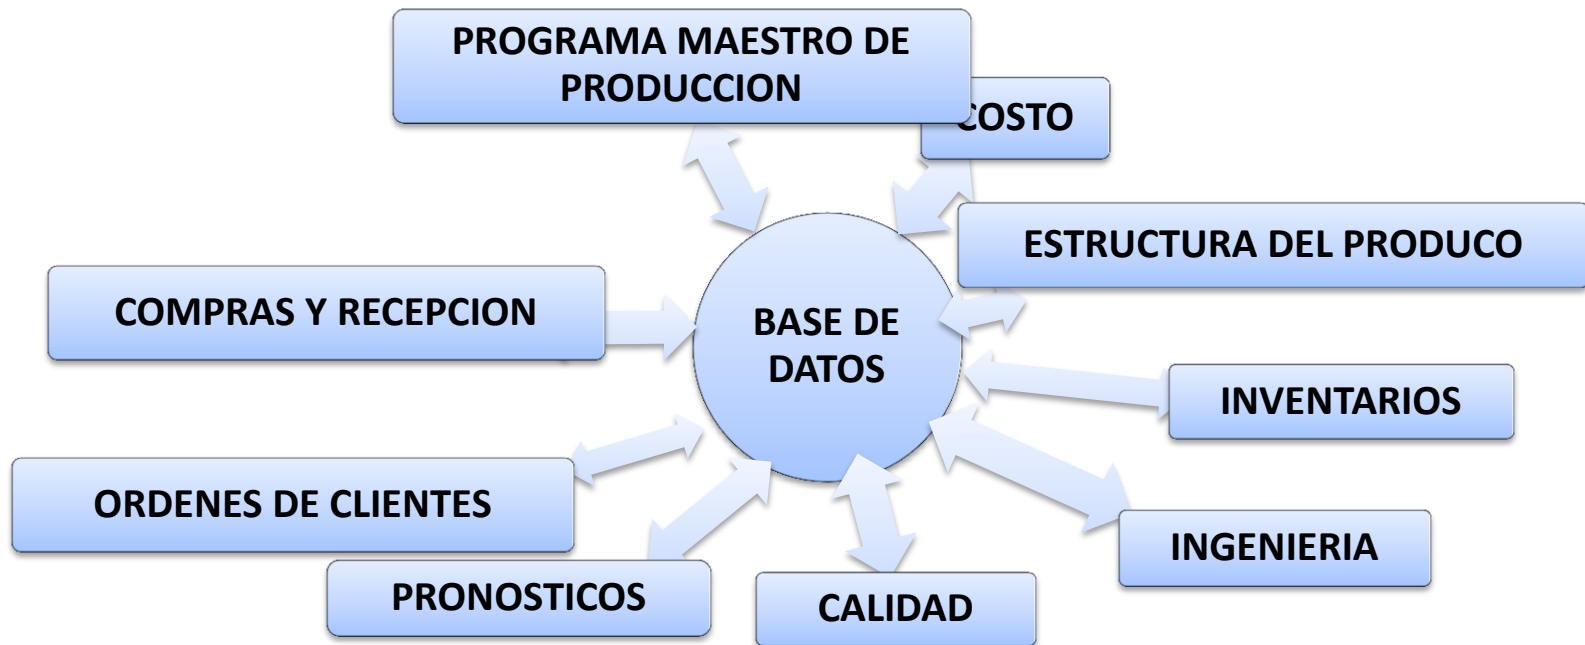 PROGRAMA MAESTRO DE
PRODUCCION
COSTO
ESTRUCTURA DEL PRODUCO
COMPRAS Y RECEPCION
BASE DE
DATOS
INVENTARIOS
ORDENES DE CLIENTES
INGENIERIA
PRONOSTICOS
CALIDAD